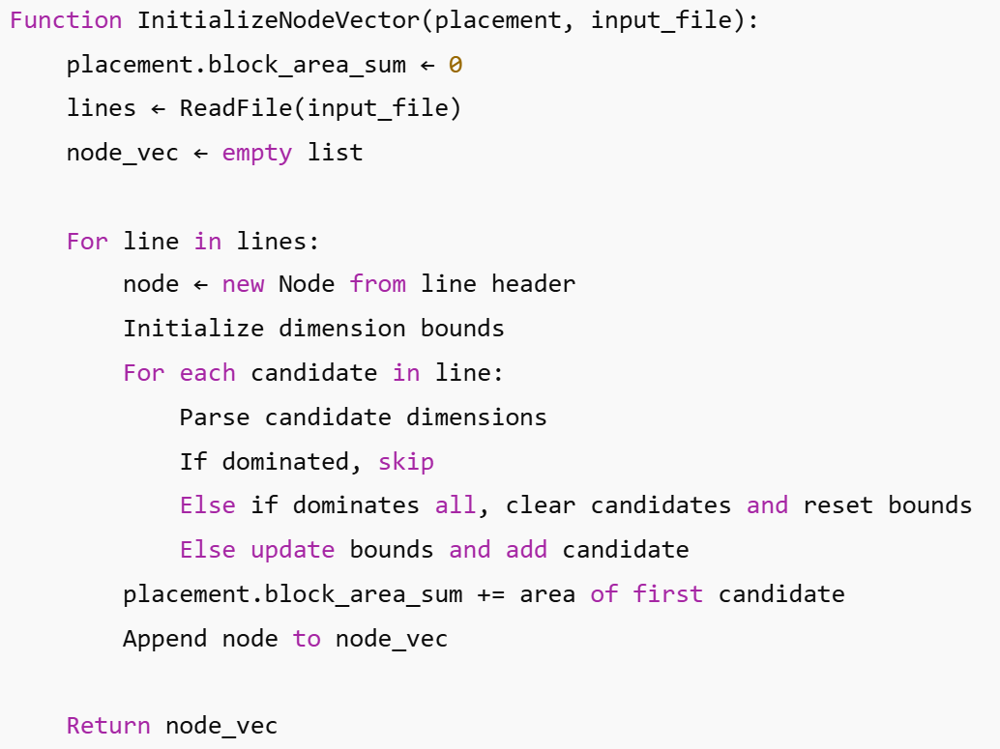 Function InitializeNodeVector(placement, input_file):
    placement.block_area_sum ← 0
    lines ← ReadFile(input_file)
    node_vec ← empty list

    For line in lines:
        node ← new Node from line header
        Initialize dimension bounds
        For each candidate in line:
            Parse candidate dimensions
            If dominated, skip
            Else if dominates all, clear candidates and reset bounds
            Else update bounds and add candidate
        placement.block_area_sum += area of first candidate
        Append node to node_vec

    Return node_vec